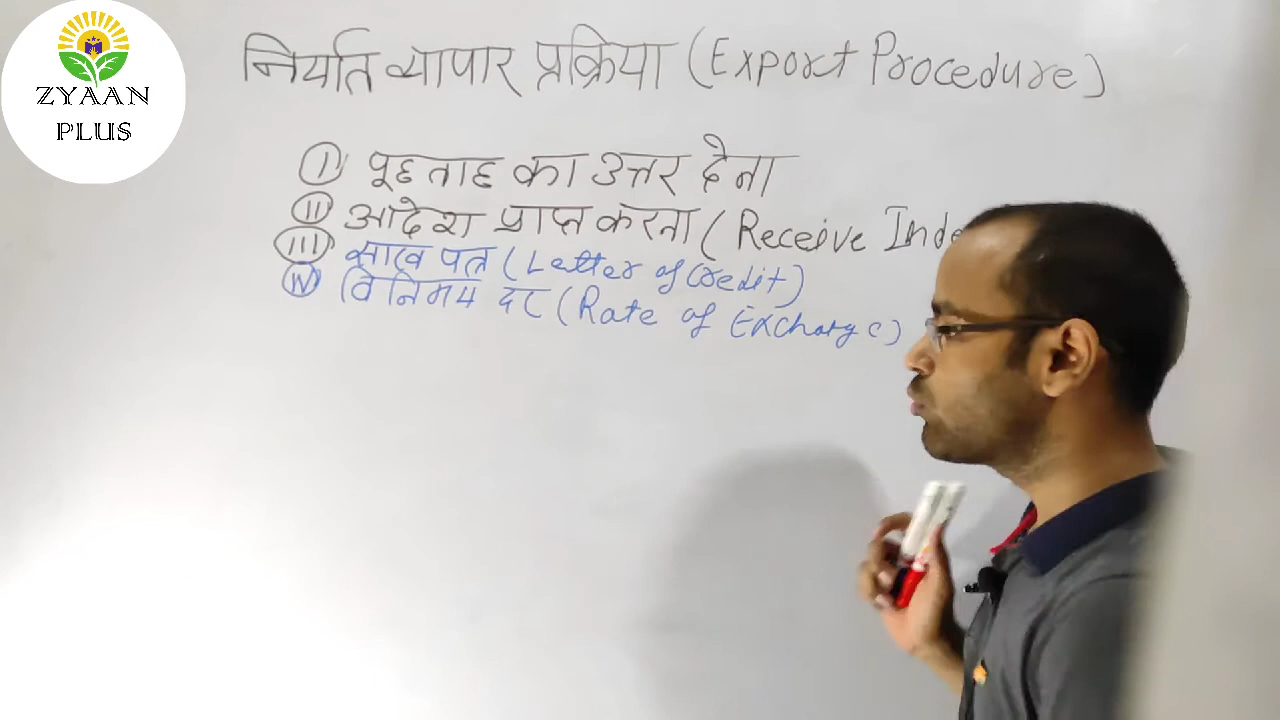 ZYAAN
PLUS
निर्यात व्यापार प्रक्रिया (Export Procedure)
I पूछताछ का उत्तर देना
II आदेश प्राप्त करना (Receive Inde
III साख पत्र (Letter of Credit)
IV विनिमय दर (Rate of Exchange)